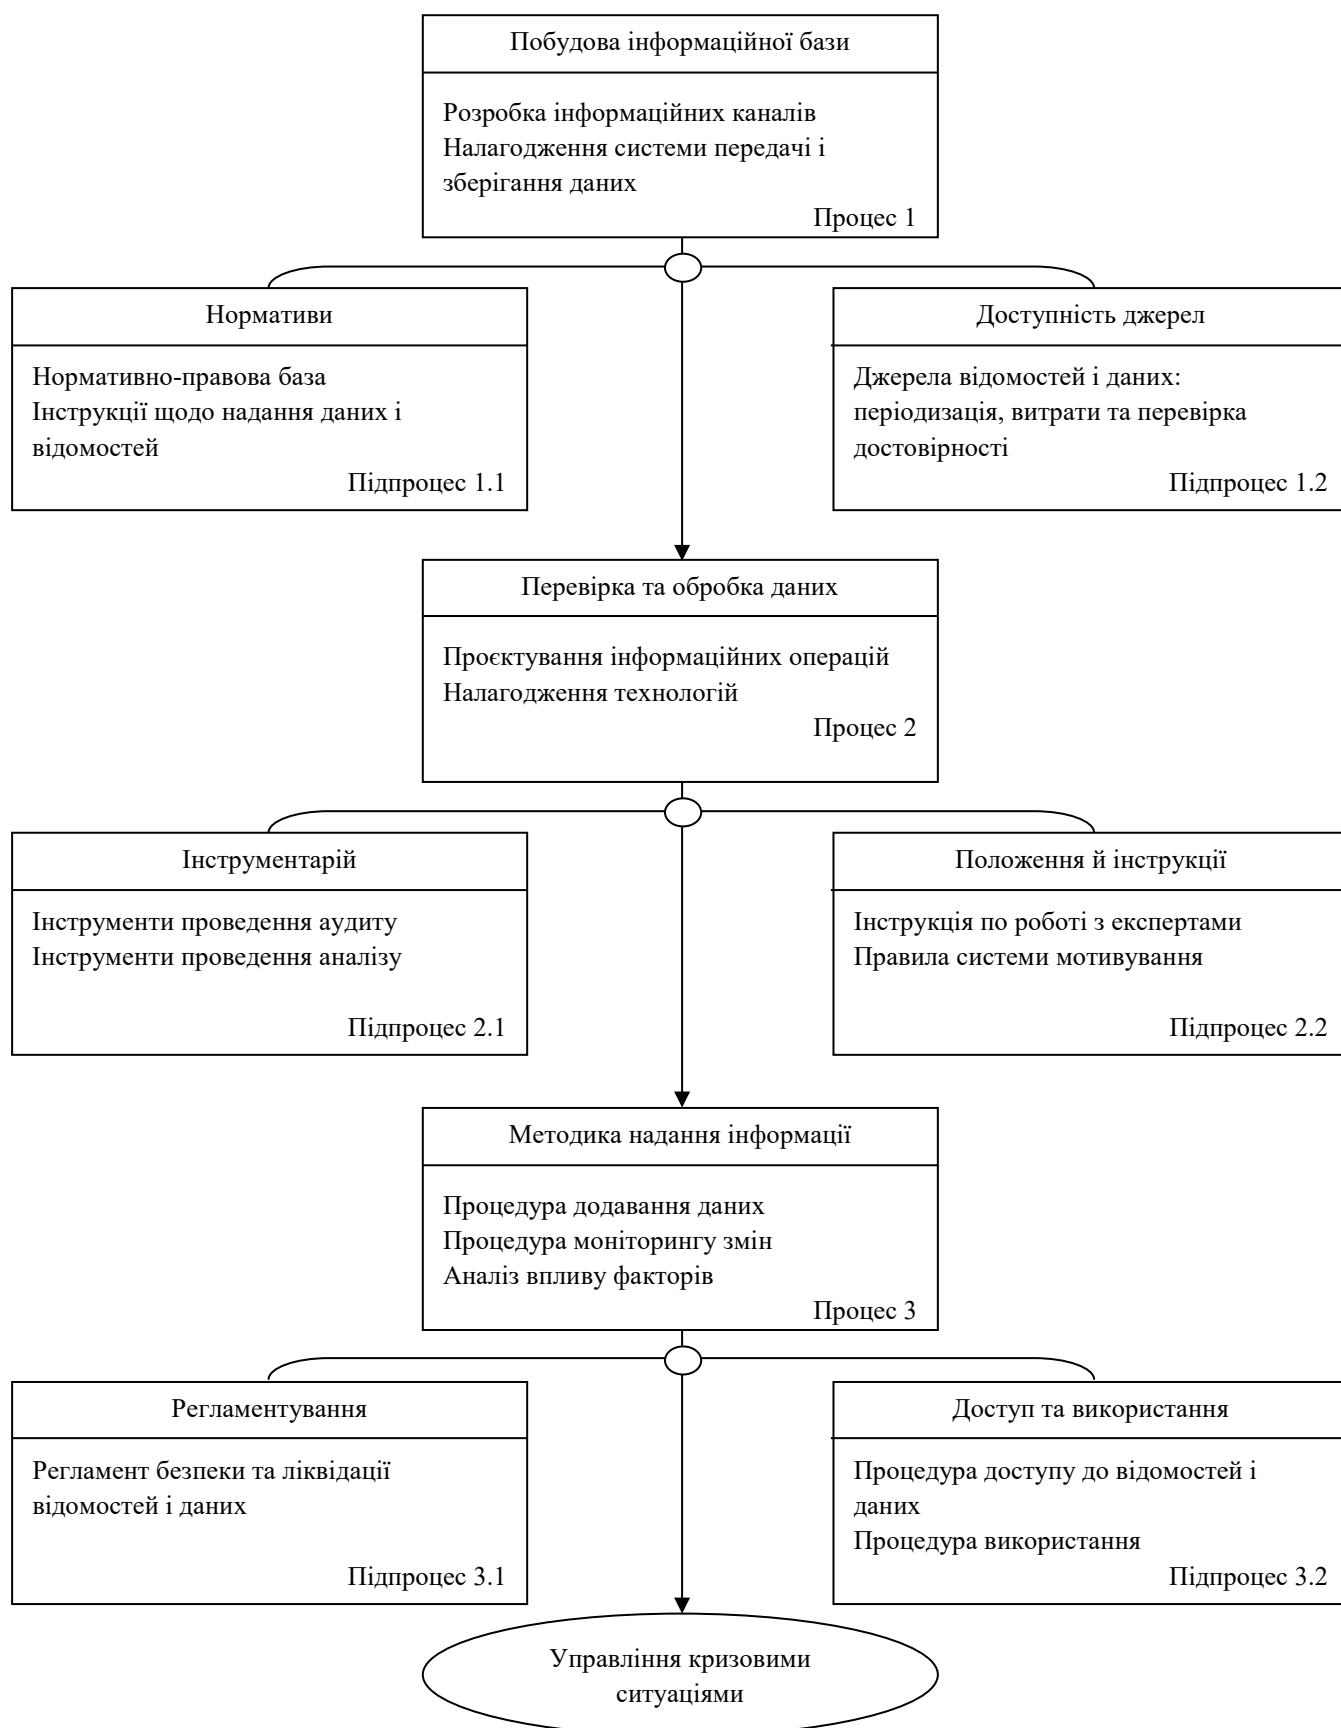 Побудова інформаційної бази
Розробка інформаційних каналів
Налагодження системи передачі і
зберігання даних
Процес 1
Нормативи
Нормативно-правова база
Інструкції щодо надання даних і
відомостей
Підпроцес 1.1
Доступність джерел
Джерела відомостей і даних:
періодизація, витрати та перевірка
достовірності
Підпроцес 1.2
Перевірка та обробка даних
Проєктування інформаційних операцій
Налагодження технологій
Процес 2
Інструментарій
Інструменти проведення аудиту
Інструменти проведення аналізу
Підпроцес 2.1
Положення й інструкції
Інструкція по роботі з експертами
Правила системи мотивування
Підпроцес 2.2
Методика надання інформації
Процедура додавання даних
Процедура моніторингу змін
Аналіз впливу факторів
Процес 3
Регламентування
Регламент безпеки та ліквідації
відомостей і даних
Підпроцес 3.1
Доступ та використання
Процедура доступу до відомостей і
даних
Процедура використання
Підпроцес 3.2
Управління кризовими
ситуаціями